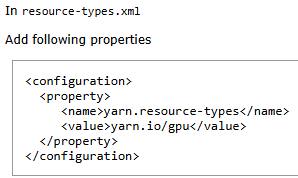 In resource-types.xml
Add following properties
<configuration>
  <property>
     <name>yarn.resource-types</name>
     <value>yarn.io/gpu</value>
  </property>
</configuration>